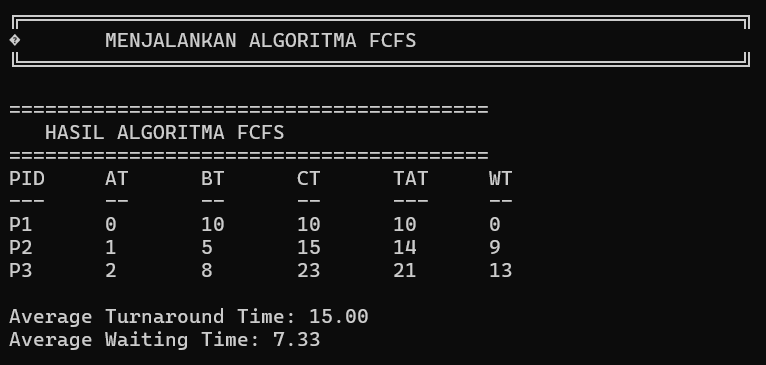 MENJALANKAN ALGORITMA FCFS
========================================
HASIL ALGORITMA FCFS
========================================
PID AT BT CT TAT WT
--- -- -- -- --- --
P1 0 10 10 10 0
P2 1 5 15 14 9
P3 2 8 23 21 13
Average Turnaround Time: 15.00
Average Waiting Time: 7.33